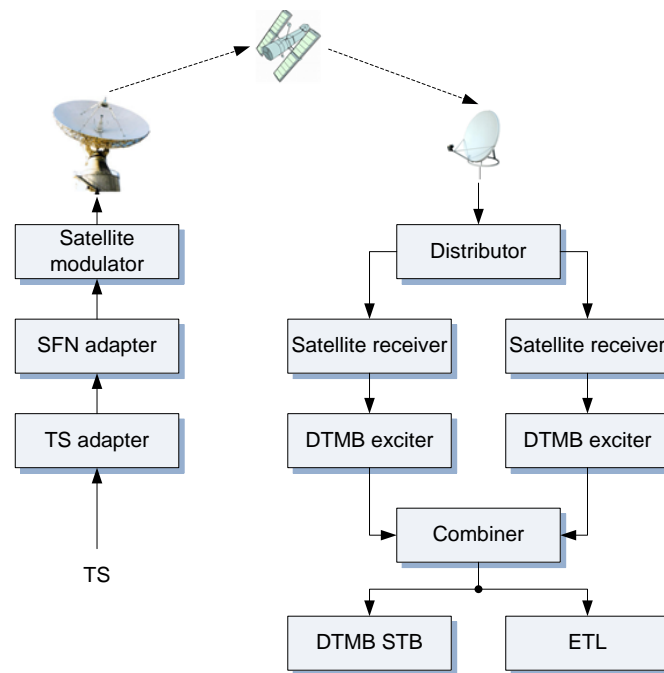 Satellite
modulator
SFN adapter
TS adapter
TS
Distributor
Satellite receiver
Satellite receiver
DTMB exciter
DTMB exciter
Combiner
DTMB STB
ETL